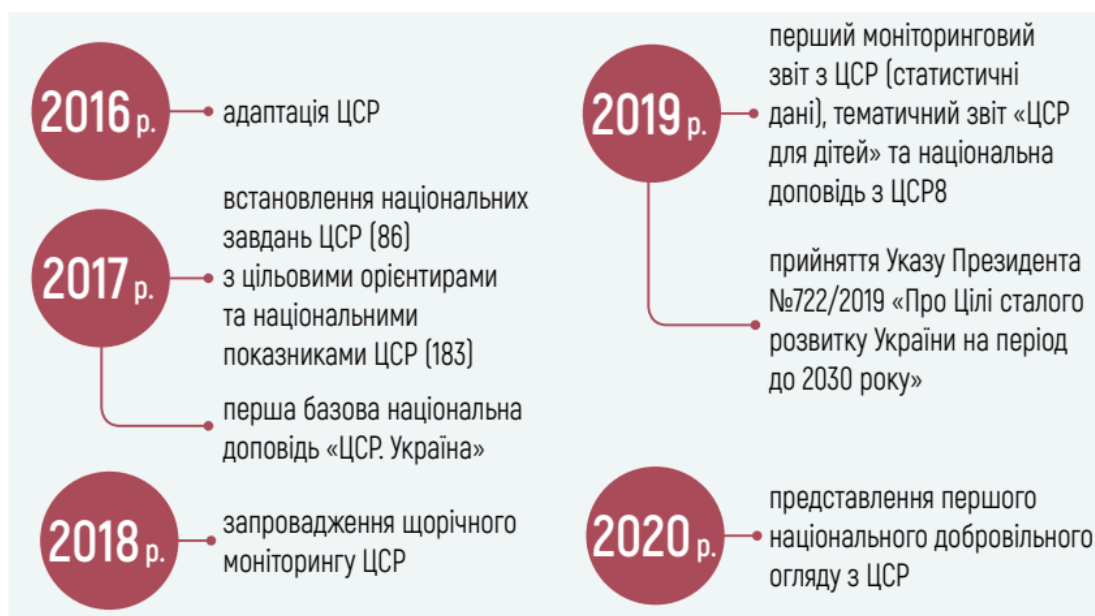 2016 р.
адаптація ЦСР
2017 р.
встановлення національних
завдань ЦСР (86)
з цільовими орієнтирами
та національними
показниками ЦСР (183)
перша базова національна
доповідь «ЦСР. Україна»
2018 р.
запровадження щорічного
моніторингу ЦСР
2019 р.
перший моніторинговий
звіт з ЦСР (статистичні
дані), тематичний звіт «ЦСР
для дітей» та національна
доповідь з ЦСР8
прийняття Указу Президента
№722/2019 «Про Цілі сталого
розвитку України на період
до 2030 року»
2020 р.
представлення першого
національного добровільного
огляду з ЦСР